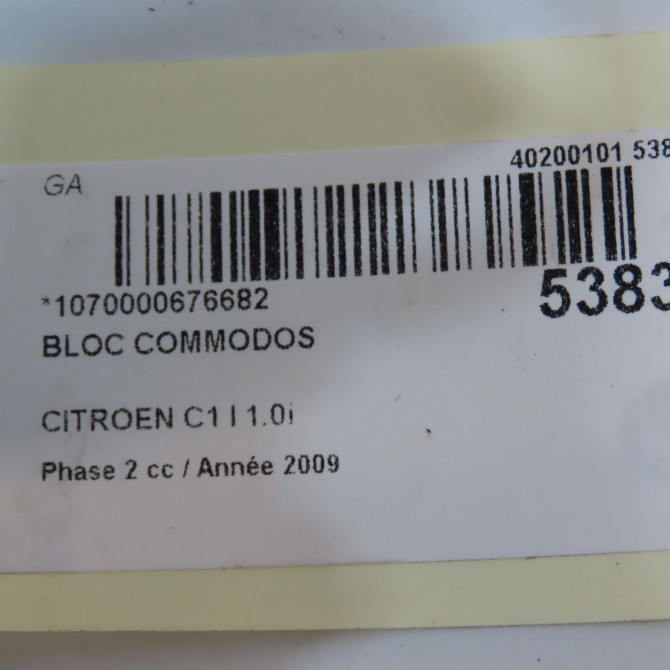 40200101 538
GA
*1070000676682
5383
BLOC COMMODOS
CITROEN C1 I 1.0i
Phase 2 cc / Année 2009